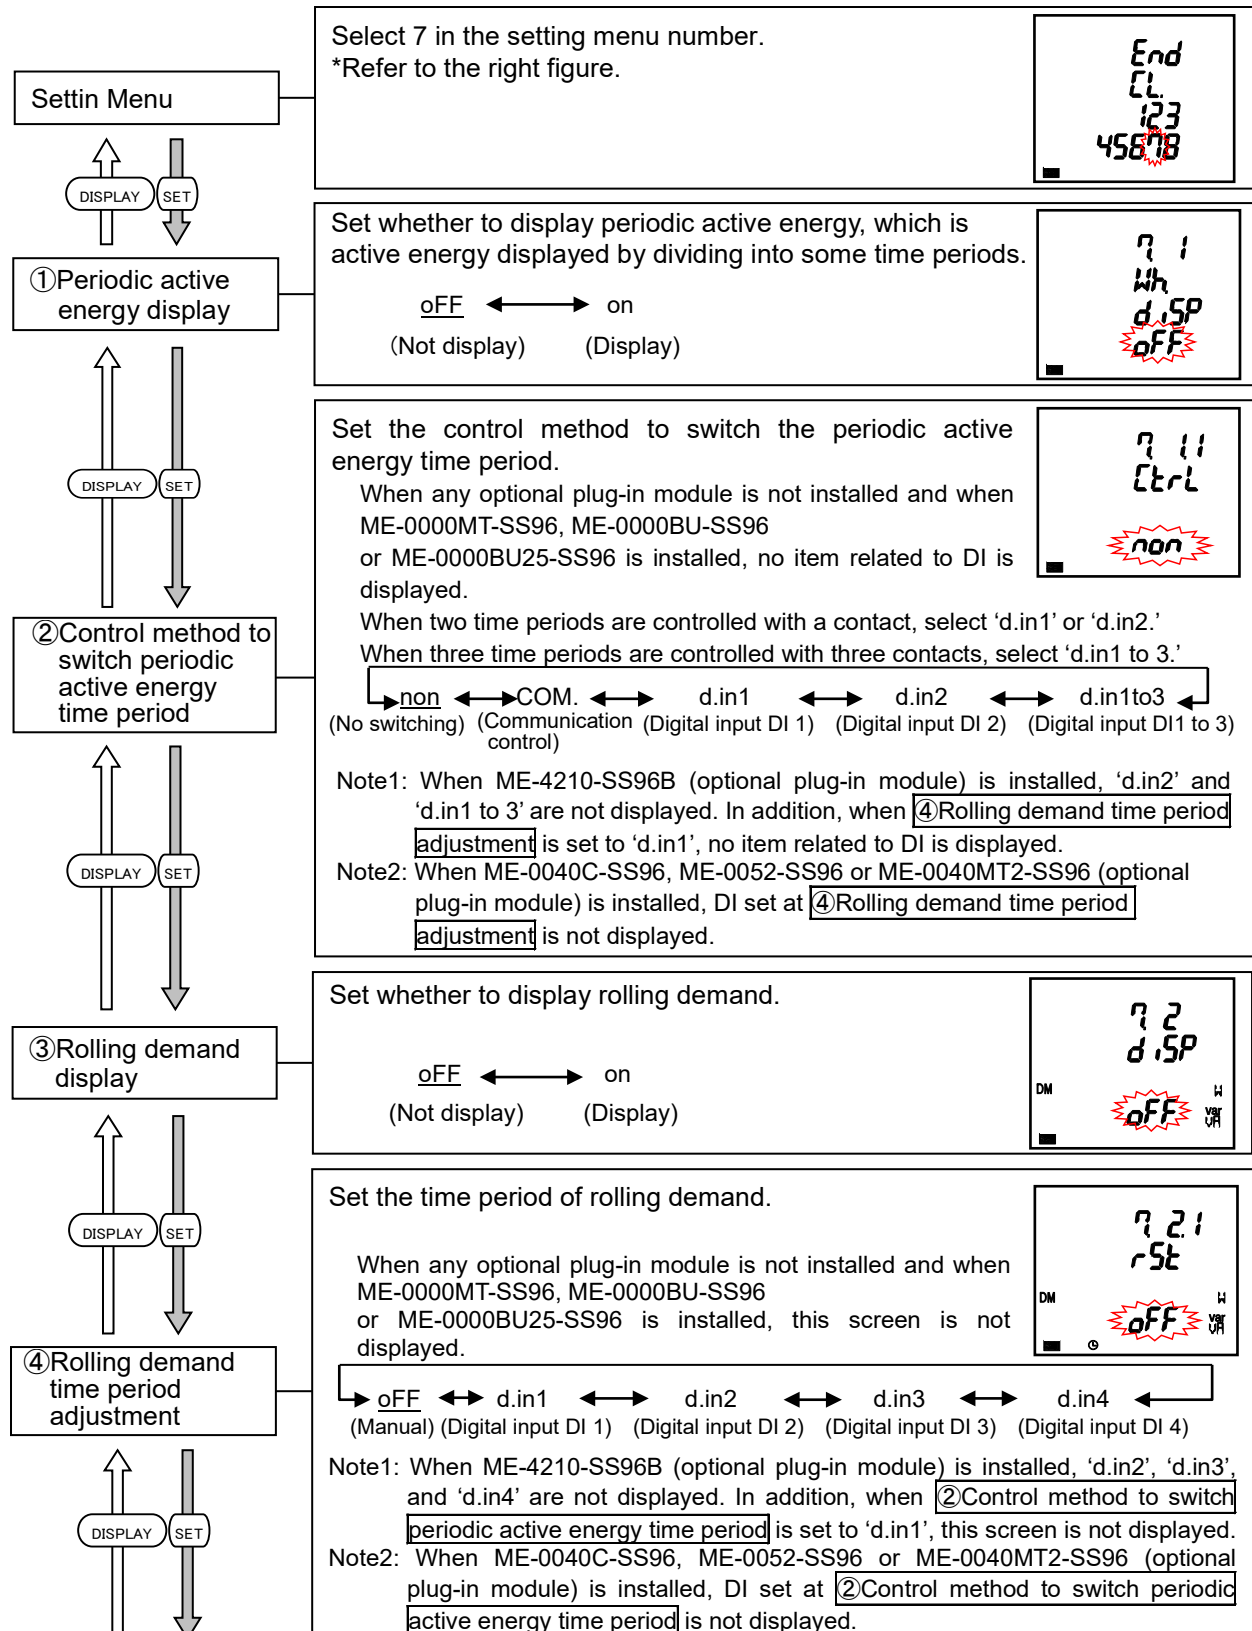 Select 7 in the setting menu number.
*Refer to the right figure.
Settin Menu
End
CL.
123
45678
DISPLAY SET
Set whether to display periodic active energy, which is
active energy displayed by dividing into some time periods.
①Periodic active
energy display
oFF on
(Not display) (Display)
7. 1
Wh,
diSP
oFF
DISPLAY SET
Set the control method to switch the periodic active
energy time period.
When any optional plug-in module is not installed and when
ME-0000MT-SS96, ME-0000BU-SS96
or ME-0000BU25-SS96 is installed, no item related to DI is
displayed.
When two time periods are controlled with a contact, select ‘d.in1’ or ‘d.in2.’
When three time periods are controlled with three contacts, select ‘d.in1 to 3.’
7. 1.1
CtrL
non
②Control method to
switch periodic
active energy
time period
non COM. d.in1 d.in2 d.in1to3
(No switching) (Communication control) (Digital input DI 1) (Digital input DI 2) (Digital input DI1 to 3)
Note1: When ME-4210-SS96B (optional plug-in module) is installed, ‘d.in2’ and
‘d.in1 to 3’ are not displayed. In addition, when ④Rolling demand time period
adjustment is set to ‘d.in1’, no item related to DI is displayed.
Note2: When ME-0040C-SS96, ME-0052-SS96 or ME-0040MT2-SS96 (optional
plug-in module) is installed, DI set at ④Rolling demand time period
adjustment is not displayed.
DISPLAY SET
Set whether to display rolling demand.
③Rolling demand
display
oFF on
(Not display) (Display)
7. 2
diSP
DM W
oFF var
VA
DISPLAY SET
Set the time period of rolling demand.
When any optional plug-in module is not installed and when
ME-0000MT-SS96, ME-0000BU-SS96
or ME-0000BU25-SS96 is installed, this screen is not
displayed.
7. 2.1
rSt
DM W
oFF var
VA
④Rolling demand
time period
adjustment
oFF d.in1 d.in2 d.in3 d.in4
(Manual) (Digital input DI 1) (Digital input DI 2) (Digital input DI 3) (Digital input DI 4)
Note1: When ME-4210-SS96B (optional plug-in module) is installed, ‘d.in2’, ‘d.in3’,
and ‘d.in4’ are not displayed. In addition, when ②Control method to switch
periodic active energy time period is set to ‘d.in1’, this screen is not displayed.
Note2: When ME-0040C-SS96, ME-0052-SS96 or ME-0040MT2-SS96 (optional
plug-in module) is installed, DI set at ②Control method to switch periodic
active energy time period is not displayed.
DISPLAY SET